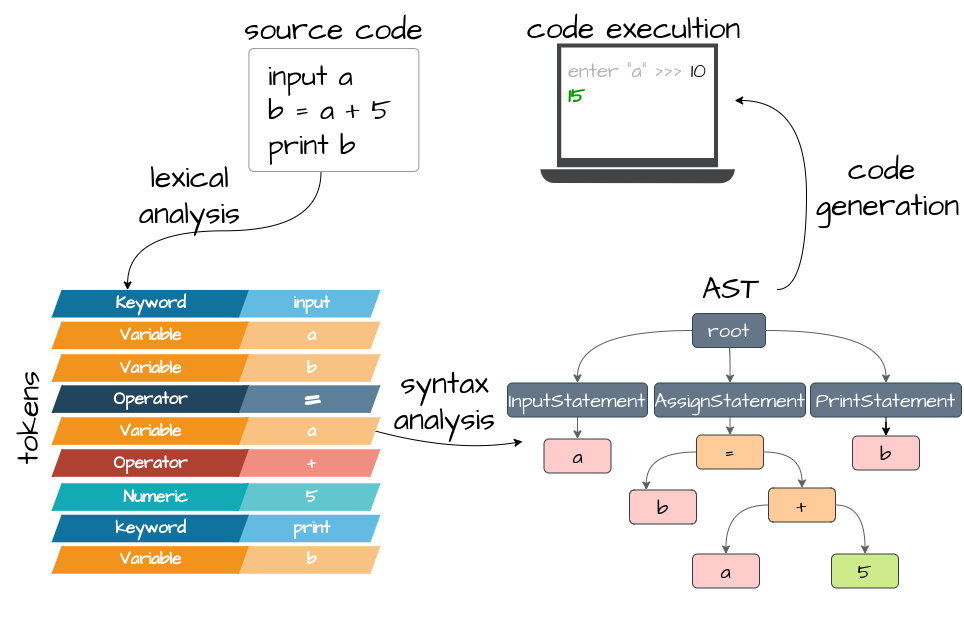 source code
input a
b = a + 5
print b
code execultion
enter "a" >>> 10
15
lexical
analysis
code
generation
tokens
Keyword input
Variable a
Variable b
Operator =
Variable a
Operator +
Numeric 5
Keyword print
Variable b
syntax
analysis
AST
root
InputStatement AssignStatement PrintStatement
a = b
b +
a 5